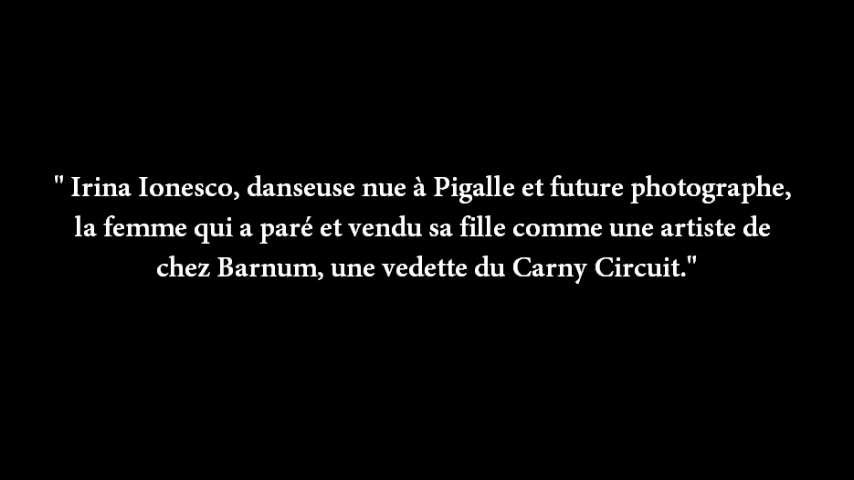 " Irina Ionesco, danseuse nue à Pigalle et future photographe,
la femme qui a paré et vendu sa fille comme une artiste de
chez Barnum, une vedette du Carny Circuit."